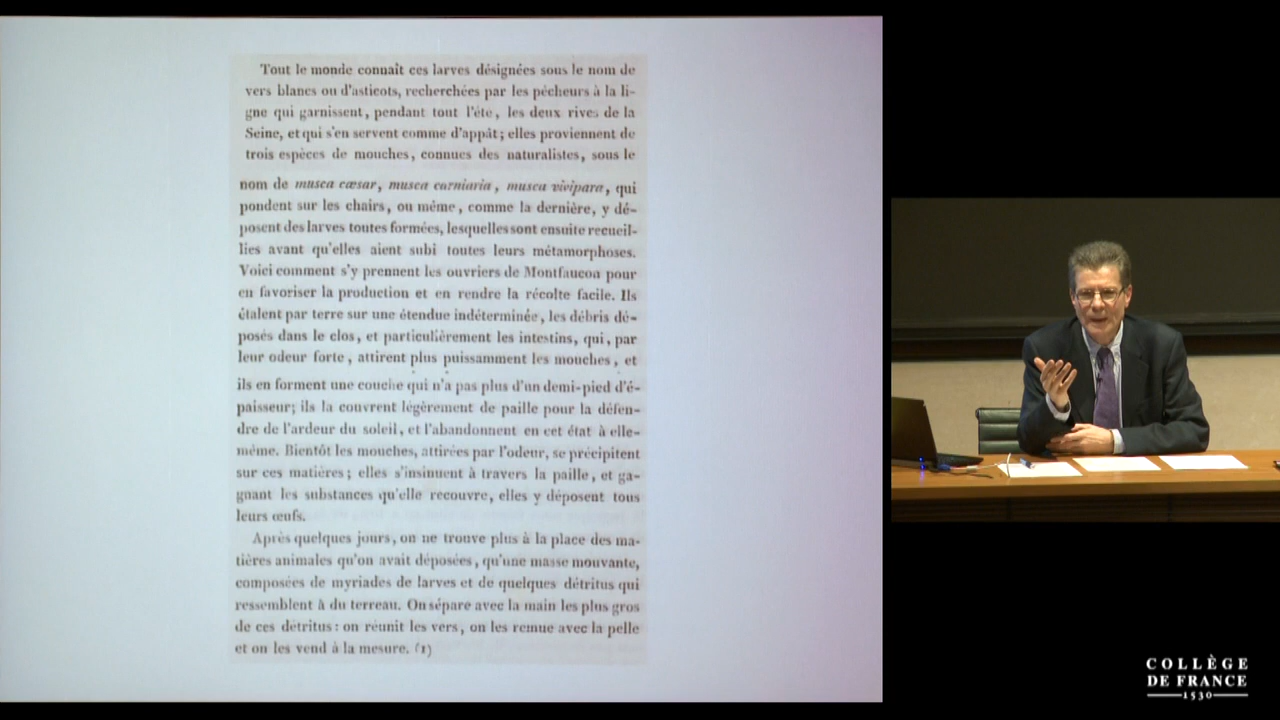 Tout le monde connaît ces larves désignées sous le nom de
vers blancs ou d'asticots, recherchées par les pêcheurs à la li-
gne qui garnissent, pendant tout l'été, les deux rives de la
Seine, et qui s'en servent comme d'appât; elles proviennent de
trois espèces de mouches, connues des naturalistes, sous le
nom de musca cæsar, musca carniaria, musca vivipara, qui
pondent sur les chairs, ou même, comme la dernière, y dé-
posent des larves toutes formées, lesquelles sont ensuite recueil-
lies avant qu'elles aient subi toutes leurs métamorphoses.
Voici comment s'y prennent les ouvriers de Montfaucon pour
en favoriser la production et en rendre la récolte facile. Ils
étalent par terre sur une étendue indéterminée, les débris dé-
posés dans le clos, et particulièrement les intestins, qui, par
leur odeur forte, attirent plus puissamment les mouches, et
ils en forment une couche qui n'a pas plus d'un demi-pied d'é-
paisseur; ils la couvrent légèrement de paille pour la défen-
dre de l'ardeur du soleil, et l'abandonnent en cet état à elle-
même. Bientôt les mouches, attirées par l'odeur, se précipitent
sur ces matières; elles s'insinuent à travers la paille, et ga-
gnant les substances qu'elle recouvre, elles y déposent tous
leurs œufs.
Après quelques jours, on ne trouve plus à la place des ma-
tières animales qu'on avait déposées, qu'une masse mouvante,
composées de myriades de larves et de quelques détritus qui
ressemblent à du terreau. On sépare avec la main les plus gros
de ces détritus: on réunit les vers, on les remue avec la pelle
et on les vend à la mesure. (1)
COLLÈGE
DE FRANCE
1530